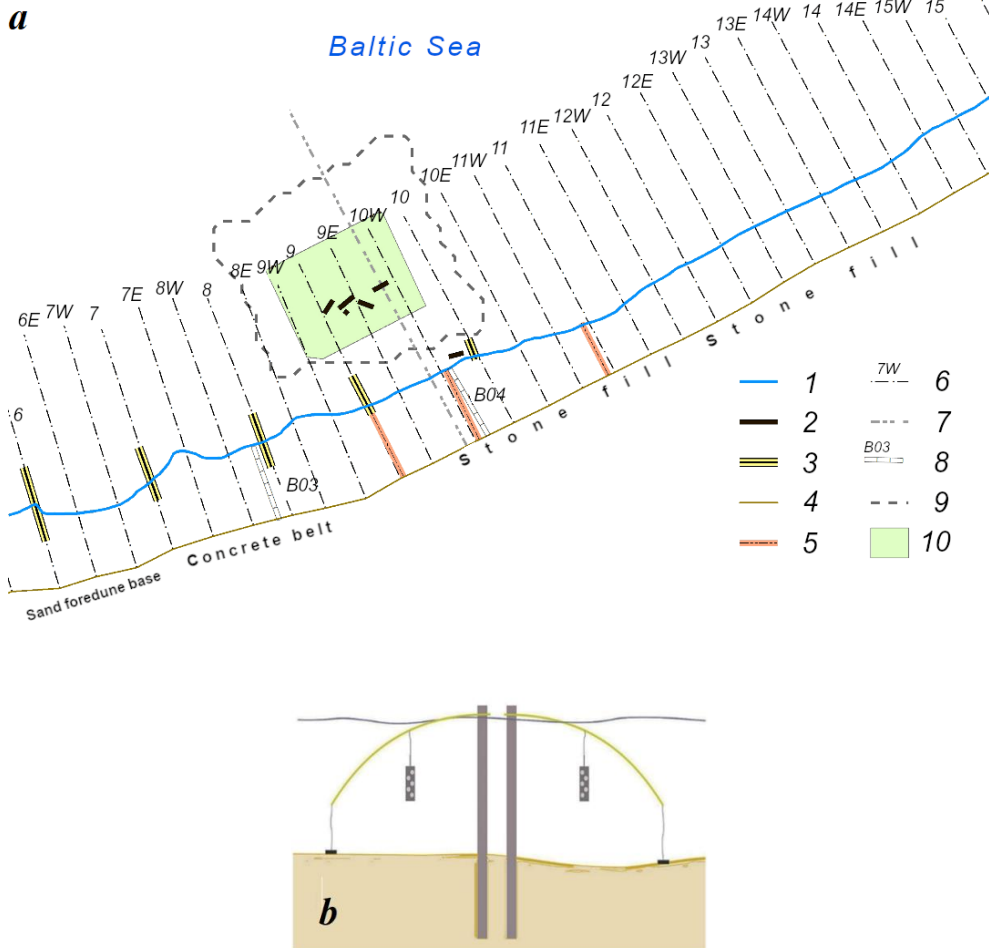 a
Baltic Sea
6
6E
7W
7
7E
8W
8
8E
9W
9
9E
10W
10
10E
11W
11
11E
12W
12
12E
13W
13
13E
14W
14
14E
15W
15
B03
B04
Sand foredune base
Concrete belt
Stone fill Stone fill
1
2
3
4
5
7W 6
7
B03 8
9
10
b